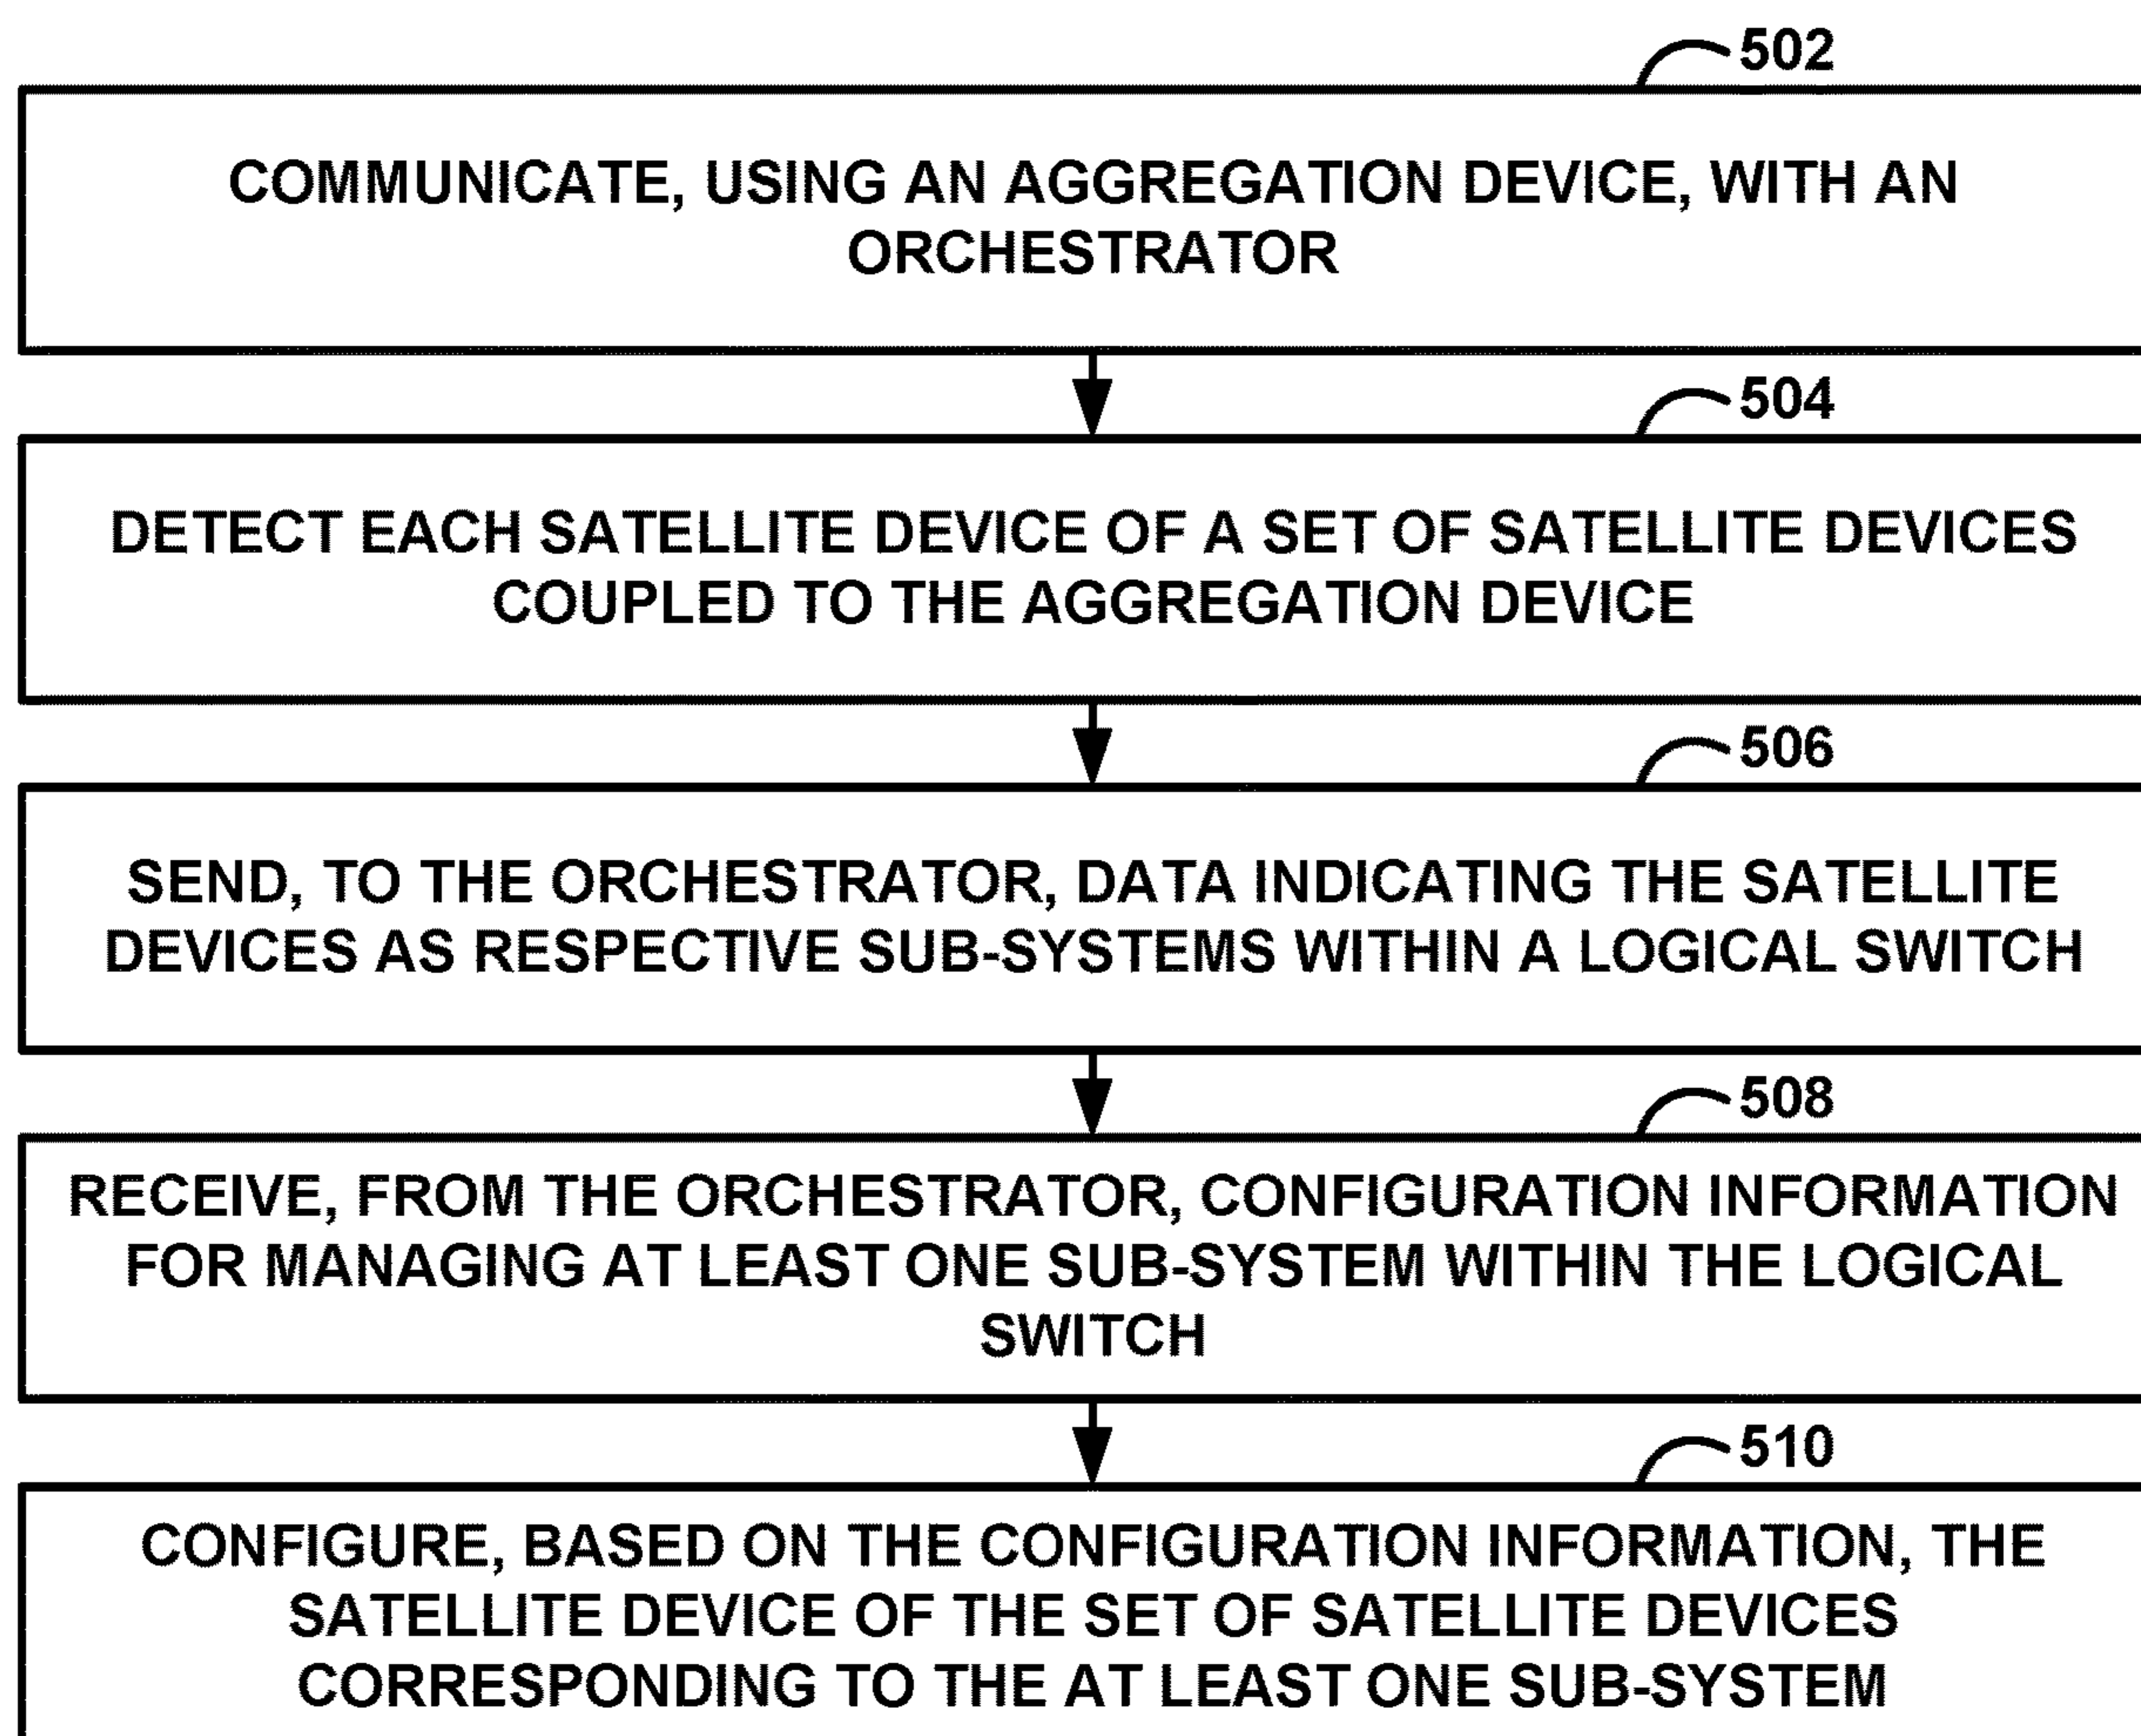 502
COMMUNICATE, USING AN AGGREGATION DEVICE, WITH AN
ORCHESTRATOR
504
DETECT EACH SATELLITE DEVICE OF A SET OF SATELLITE DEVICES
COUPLED TO THE AGGREGATION DEVICE
506
SEND, TO THE ORCHESTRATOR, DATA INDICATING THE SATELLITE
DEVICES AS RESPECTIVE SUB-SYSTEMS WITHIN A LOGICAL SWITCH
508
RECEIVE, FROM THE ORCHESTRATOR, CONFIGURATION INFORMATION
FOR MANAGING AT LEAST ONE SUB-SYSTEM WITHIN THE LOGICAL
SWITCH
510
CONFIGURE, BASED ON THE CONFIGURATION INFORMATION, THE
SATELLITE DEVICE OF THE SET OF SATELLITE DEVICES
CORRESPONDING TO THE AT LEAST ONE SUB-SYSTEM